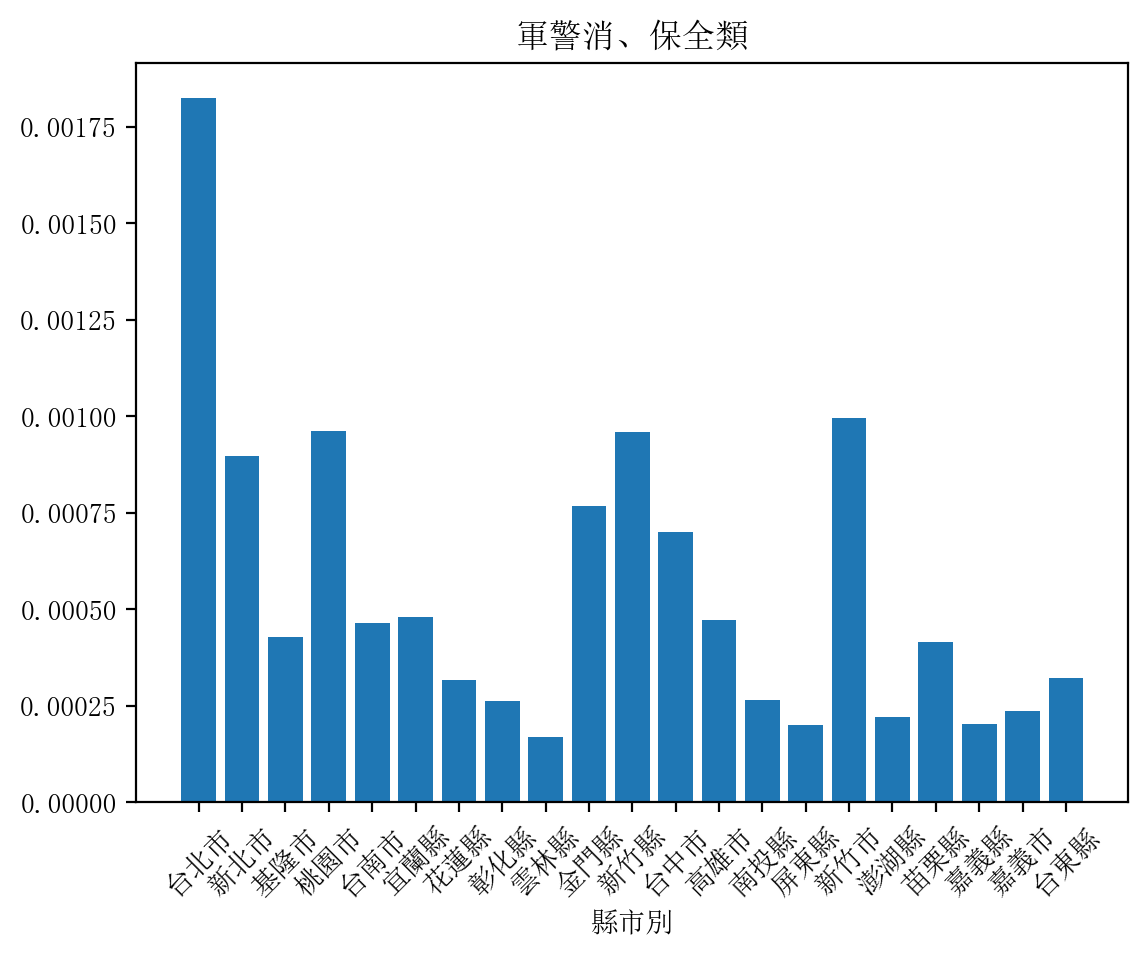 軍警消、保全類
0.00175
0.00150
0.00125
0.00100
0.00075
0.00050
0.00025
0.00000
台北市
新北市
基隆市
桃園市
台南市
宜蘭縣
花蓮縣
彰化縣
雲林縣
金門縣
新竹縣
台中市
高雄市
南投縣
屏東縣
新竹市
澎湖縣
苗栗縣
嘉義縣
嘉義市
台東縣
縣市別